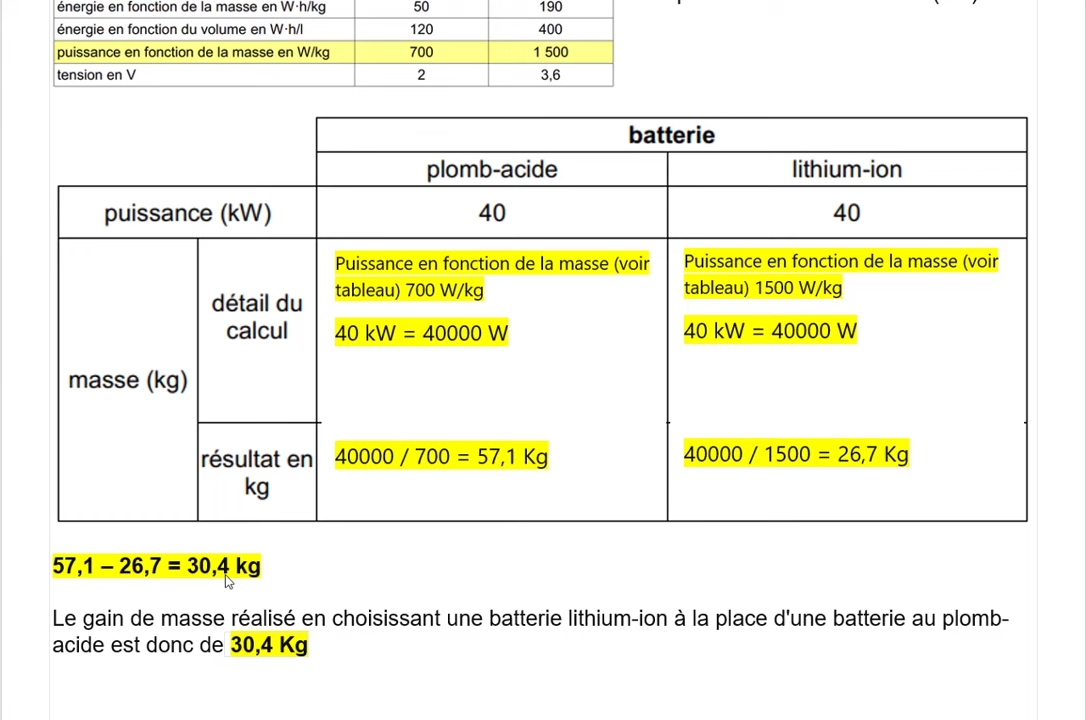 énergie en fonction de la masse en W·h/kg 50 190
énergie en fonction du volume en W·h/l 120 400
puissance en fonction de la masse en W/kg 700 1 500
tension en V 2 3,6
batterie
plomb-acide lithium-ion
puissance (kW) 40 40
masse (kg)
détail du
calcul
Puissance en fonction de la masse (voir
tableau) 700 W/kg
40 kW = 40000 W
Puissance en fonction de la masse (voir
tableau) 1500 W/kg
40 kW = 40000 W
résultat en
kg
40000 / 700 = 57,1 Kg
40000 / 1500 = 26,7 Kg
57,1 – 26,7 = 30,4 kg
Le gain de masse réalisé en choisissant une batterie lithium-ion à la place d'une batterie au plomb-
acide est donc de 30,4 Kg